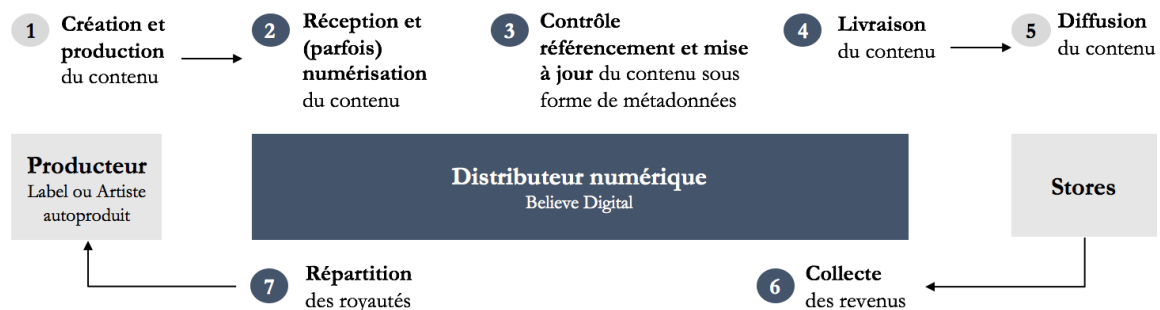 1
Création et
production
du contenu
2
Réception et
(parfois)
numérisation
du contenu
3
Contrôle
référencement et mise
à jour du contenu sous
forme de métadonnées
4
Livraison
du contenu
5
Diffusion
du contenu
Producteur
Label ou Artiste
autoproduit
Distributeur numérique
Believe Digital
Stores
7
Répartition
des royautés
6
Collecte
des revenus